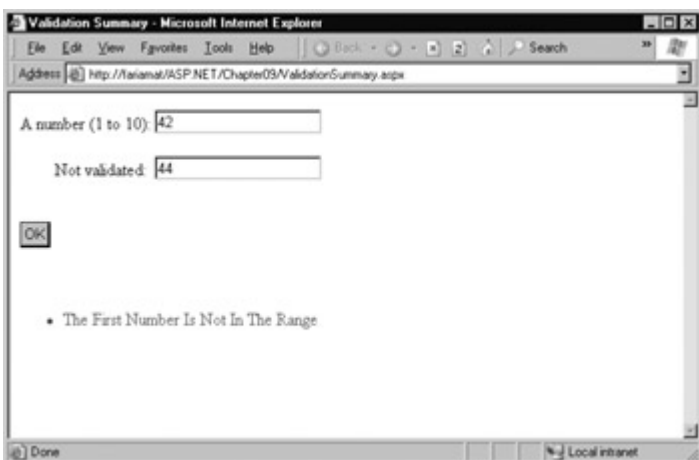 Validation Summary - Microsoft Internet Explorer
File Edit View Favorites Tools Help Back Search »
Address http://fariamat/ASP.NET/Chapter09/ValidationSummary.aspx
A number (1 to 10): 42
Not validated: 44
OK
• The First Number Is Not In The Range
Done Local intranet